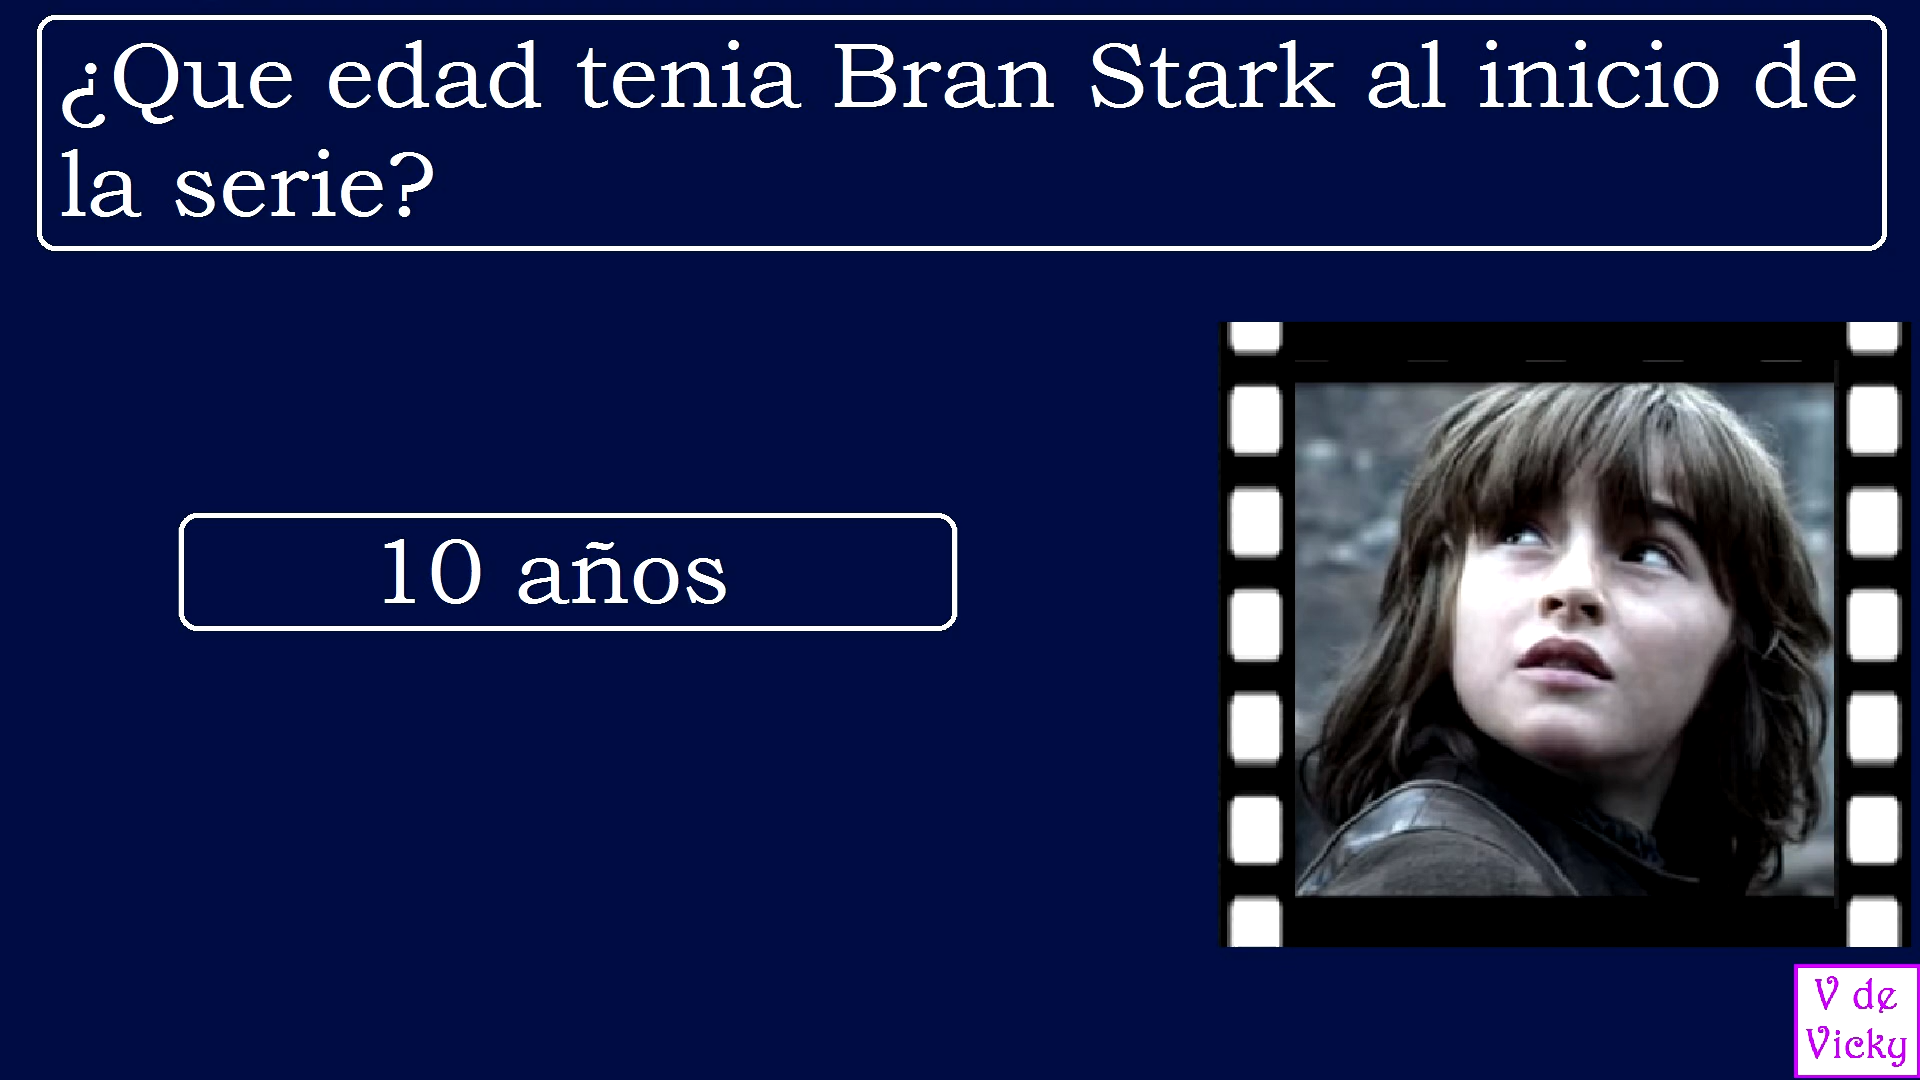 ¿Que edad tenia Bran Stark al inicio de
la serie?
10 años
V de
Vicky